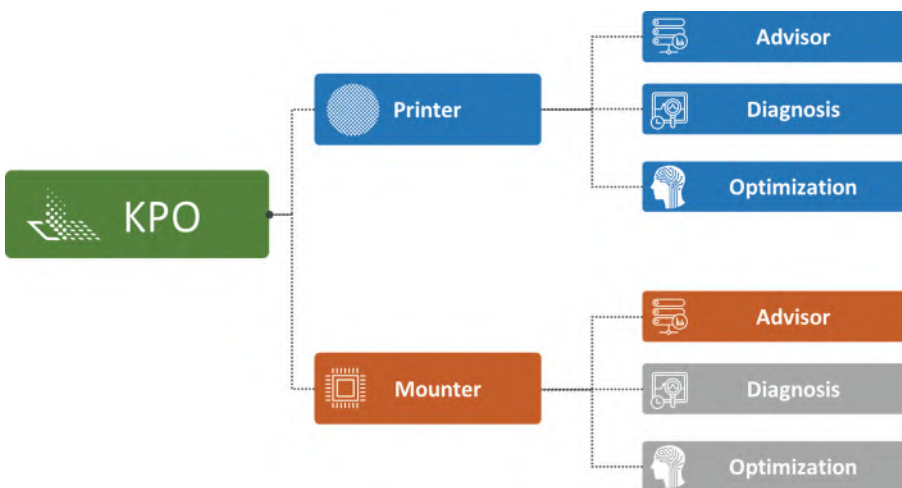 KPO
Printer
Advisor
Diagnosis
Optimization
Mounter
Advisor
Diagnosis
Optimization